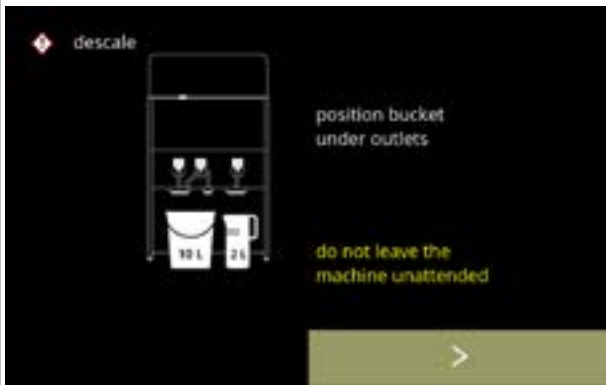 descale
position bucket
under outlets
10 L
2 L
do not leave the
machine unattended
>